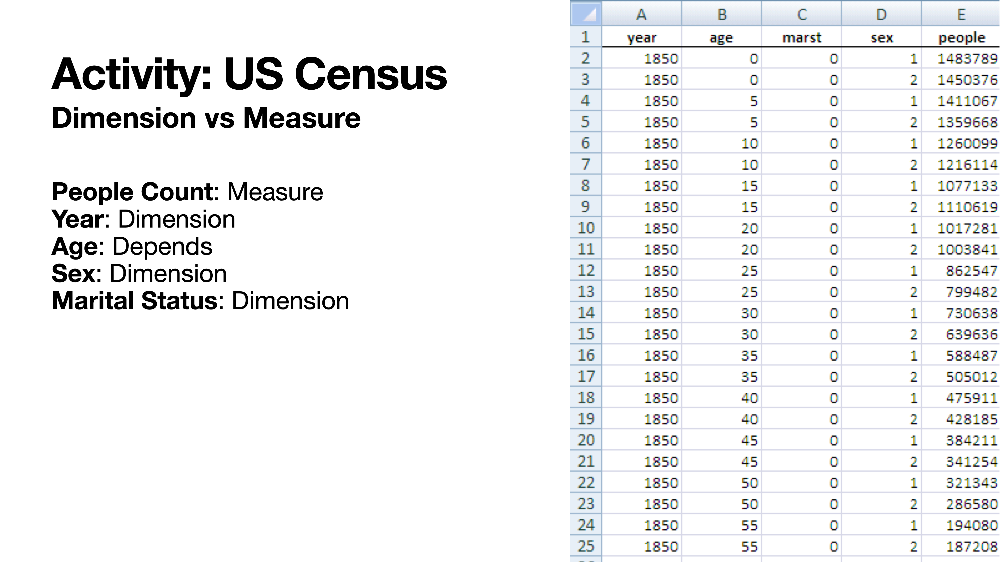 Activity: US Census
Dimension vs Measure
People Count: Measure
Year: Dimension
Age: Depends
Sex: Dimension
Marital Status: Dimension
A B C D E
1 year age marst sex people
2 1850 0 0 1 1483789
3 1850 0 0 2 1450376
4 1850 5 0 1 1411067
5 1850 5 0 2 1359668
6 1850 10 0 1 1260099
7 1850 10 0 2 1216114
8 1850 15 0 1 1077133
9 1850 15 0 2 1110619
10 1850 20 0 1 1017281
11 1850 20 0 2 1003841
12 1850 25 0 1 862547
13 1850 25 0 2 799482
14 1850 30 0 1 730638
15 1850 30 0 2 639636
16 1850 35 0 1 588487
17 1850 35 0 2 505012
18 1850 40 0 1 475911
19 1850 40 0 2 428185
20 1850 45 0 1 384211
21 1850 45 0 2 341254
22 1850 50 0 1 321343
23 1850 50 0 2 286580
24 1850 55 0 1 194080
25 1850 55 0 2 187208